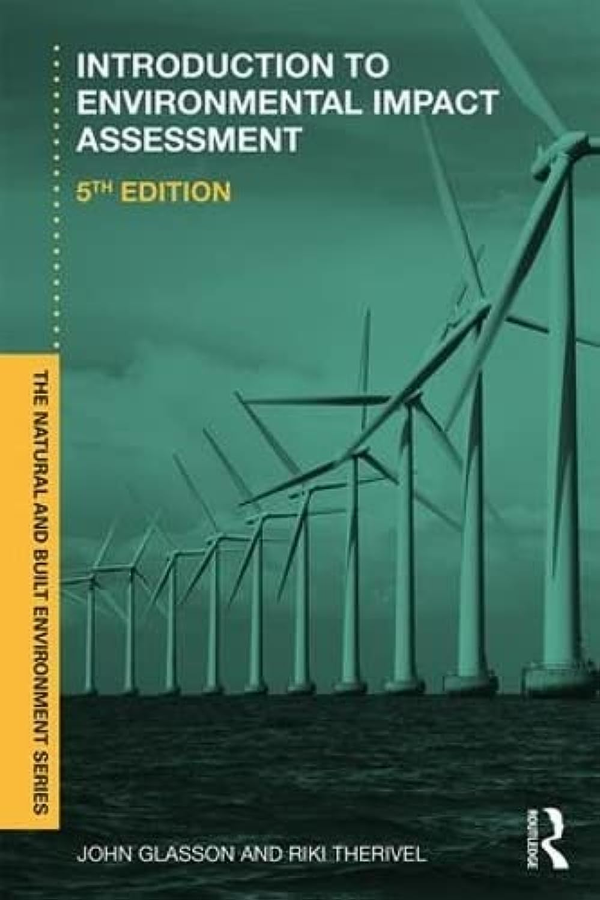 INTRODUCTION TO
ENVIRONMENTAL IMPACT
ASSESSMENT
5TH EDITION
THE NATURAL AND BUILT ENVIRONMENT SERIES
JOHN GLASSON AND RIKI THERIVEL
ROUTLEDGE